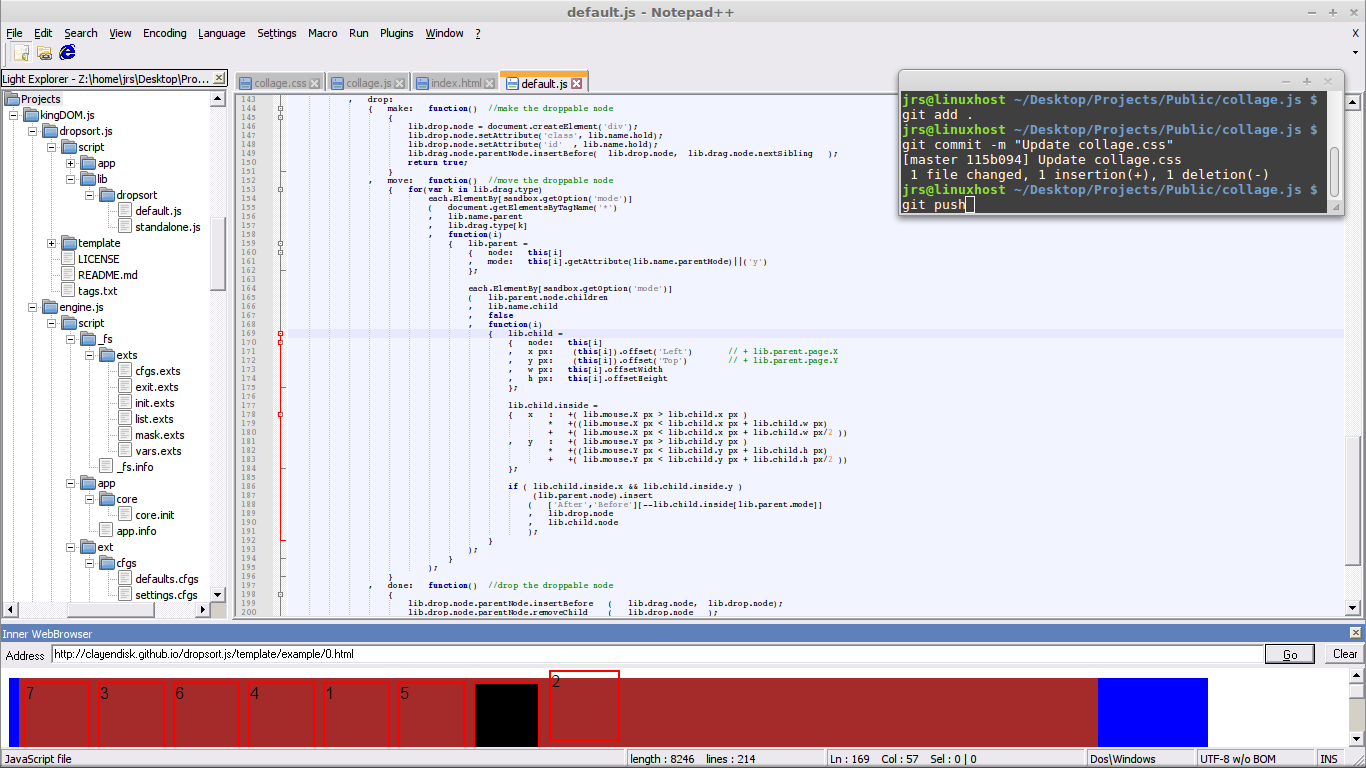 default.js - Notepad++
File Edit Search View Encoding Language Settings Macro Run Plugins Window ? X
Light Explorer - Z:\home\jrs\Desktop\Pro...
collage.css collage.js index.html default.js
Projects
kingDOM.js
dropsort.js
script
app
lib
dropsort
default.js
standalone.js
template
LICENSE
README.md
tags.txt
engine.js
script
_fs
exts
cfgs.exts
exit.exts
init.exts
list.exts
mask.exts
vars.exts
_fs.info
app
core
core.init
app.info
ext
cfgs
defaults.cfgs
settings.cfgs
143 , drop:
144 { make: function() //make the droppable node
145 {
146 lib.drop.node = document.createElement('div');
147 lib.drop.node.setAttribute('class', lib.name.hold);
148 lib.drop.node.setAttribute('id' , lib.name.hold);
149 lib.drag.node.parentNode.insertBefore( lib.drop.node, lib.drag.node.nextSibling );
150 return true;
151 }
152 , move: function() //move the droppable node
153 { for(var k in lib.drag.type)
154 each.ElementBy[sandbox.getOption('mode')]
155 ( document.getElementsByTagName('*')
156 , lib.name.parent
157 , lib.drag.type[k]
158 , function(i)
159 { lib.parent =
160 { node: this[i]
161 , mode: this[i].getAttribute(lib.name.parentMode)||('y')
162 };
163
164 each.ElementBy[sandbox.getOption('mode')]
165 ( lib.parent.node.children
166 , lib.name.child
167 , false
168 , function(i)
169 { lib.child =
170 { node: this[i]
171 , x px: (this[i]).offset('Left') // + lib.parent.page.X
172 , y px: (this[i]).offset('Top') // + lib.parent.page.Y
173 , w px: this[i].offsetWidth
174 , h px: this[i].offsetHeight
175 };
176
177 lib.child.inside =
178 { x : +( lib.mouse.X px > lib.child.x px )
179 * +((lib.mouse.X px < lib.child.x px + lib.child.w px)
180 + +( lib.mouse.X px < lib.child.x px + lib.child.w px/2 ))
181 , y : +( lib.mouse.Y px > lib.child.y px )
182 * +((lib.mouse.Y px < lib.child.y px + lib.child.h px)
183 + +( lib.mouse.Y px < lib.child.y px + lib.child.h px/2 ))
184 };
185
186 if ( lib.child.inside.x && lib.child.inside.y )
187 (lib.parent.node).insert
188 ( ['After','Before'][--lib.child.inside[lib.parent.mode]]
189 , lib.drop.node
190 , lib.child.node
191 );
192 }
193 );
194 }
195 );
196 }
197 , done: function() //drop the droppable node
198 {
199 lib.drop.node.parentNode.insertBefore ( lib.drag.node, lib.drop.node);
200 lib.drop.node.parentNode.removeChild ( lib.drop.node );
jrs@linuxhost ~/Desktop/Projects/Public/collage.js $
git add .
jrs@linuxhost ~/Desktop/Projects/Public/collage.js $
git commit -m "Update collage.css"
[master 115b094] Update collage.css
1 file changed, 1 insertion(+), 1 deletion(-)
jrs@linuxhost ~/Desktop/Projects/Public/collage.js $
git push
Inner WebBrowser
Address http://clayendisk.github.io/dropsort.js/template/example/0.html Go Clear
7 3 6 4 1 5 2
JavaScript file length : 8246 lines : 214 Ln : 169 Col : 57 Sel : 0 | 0 Dos\Windows UTF-8 w/o BOM INS